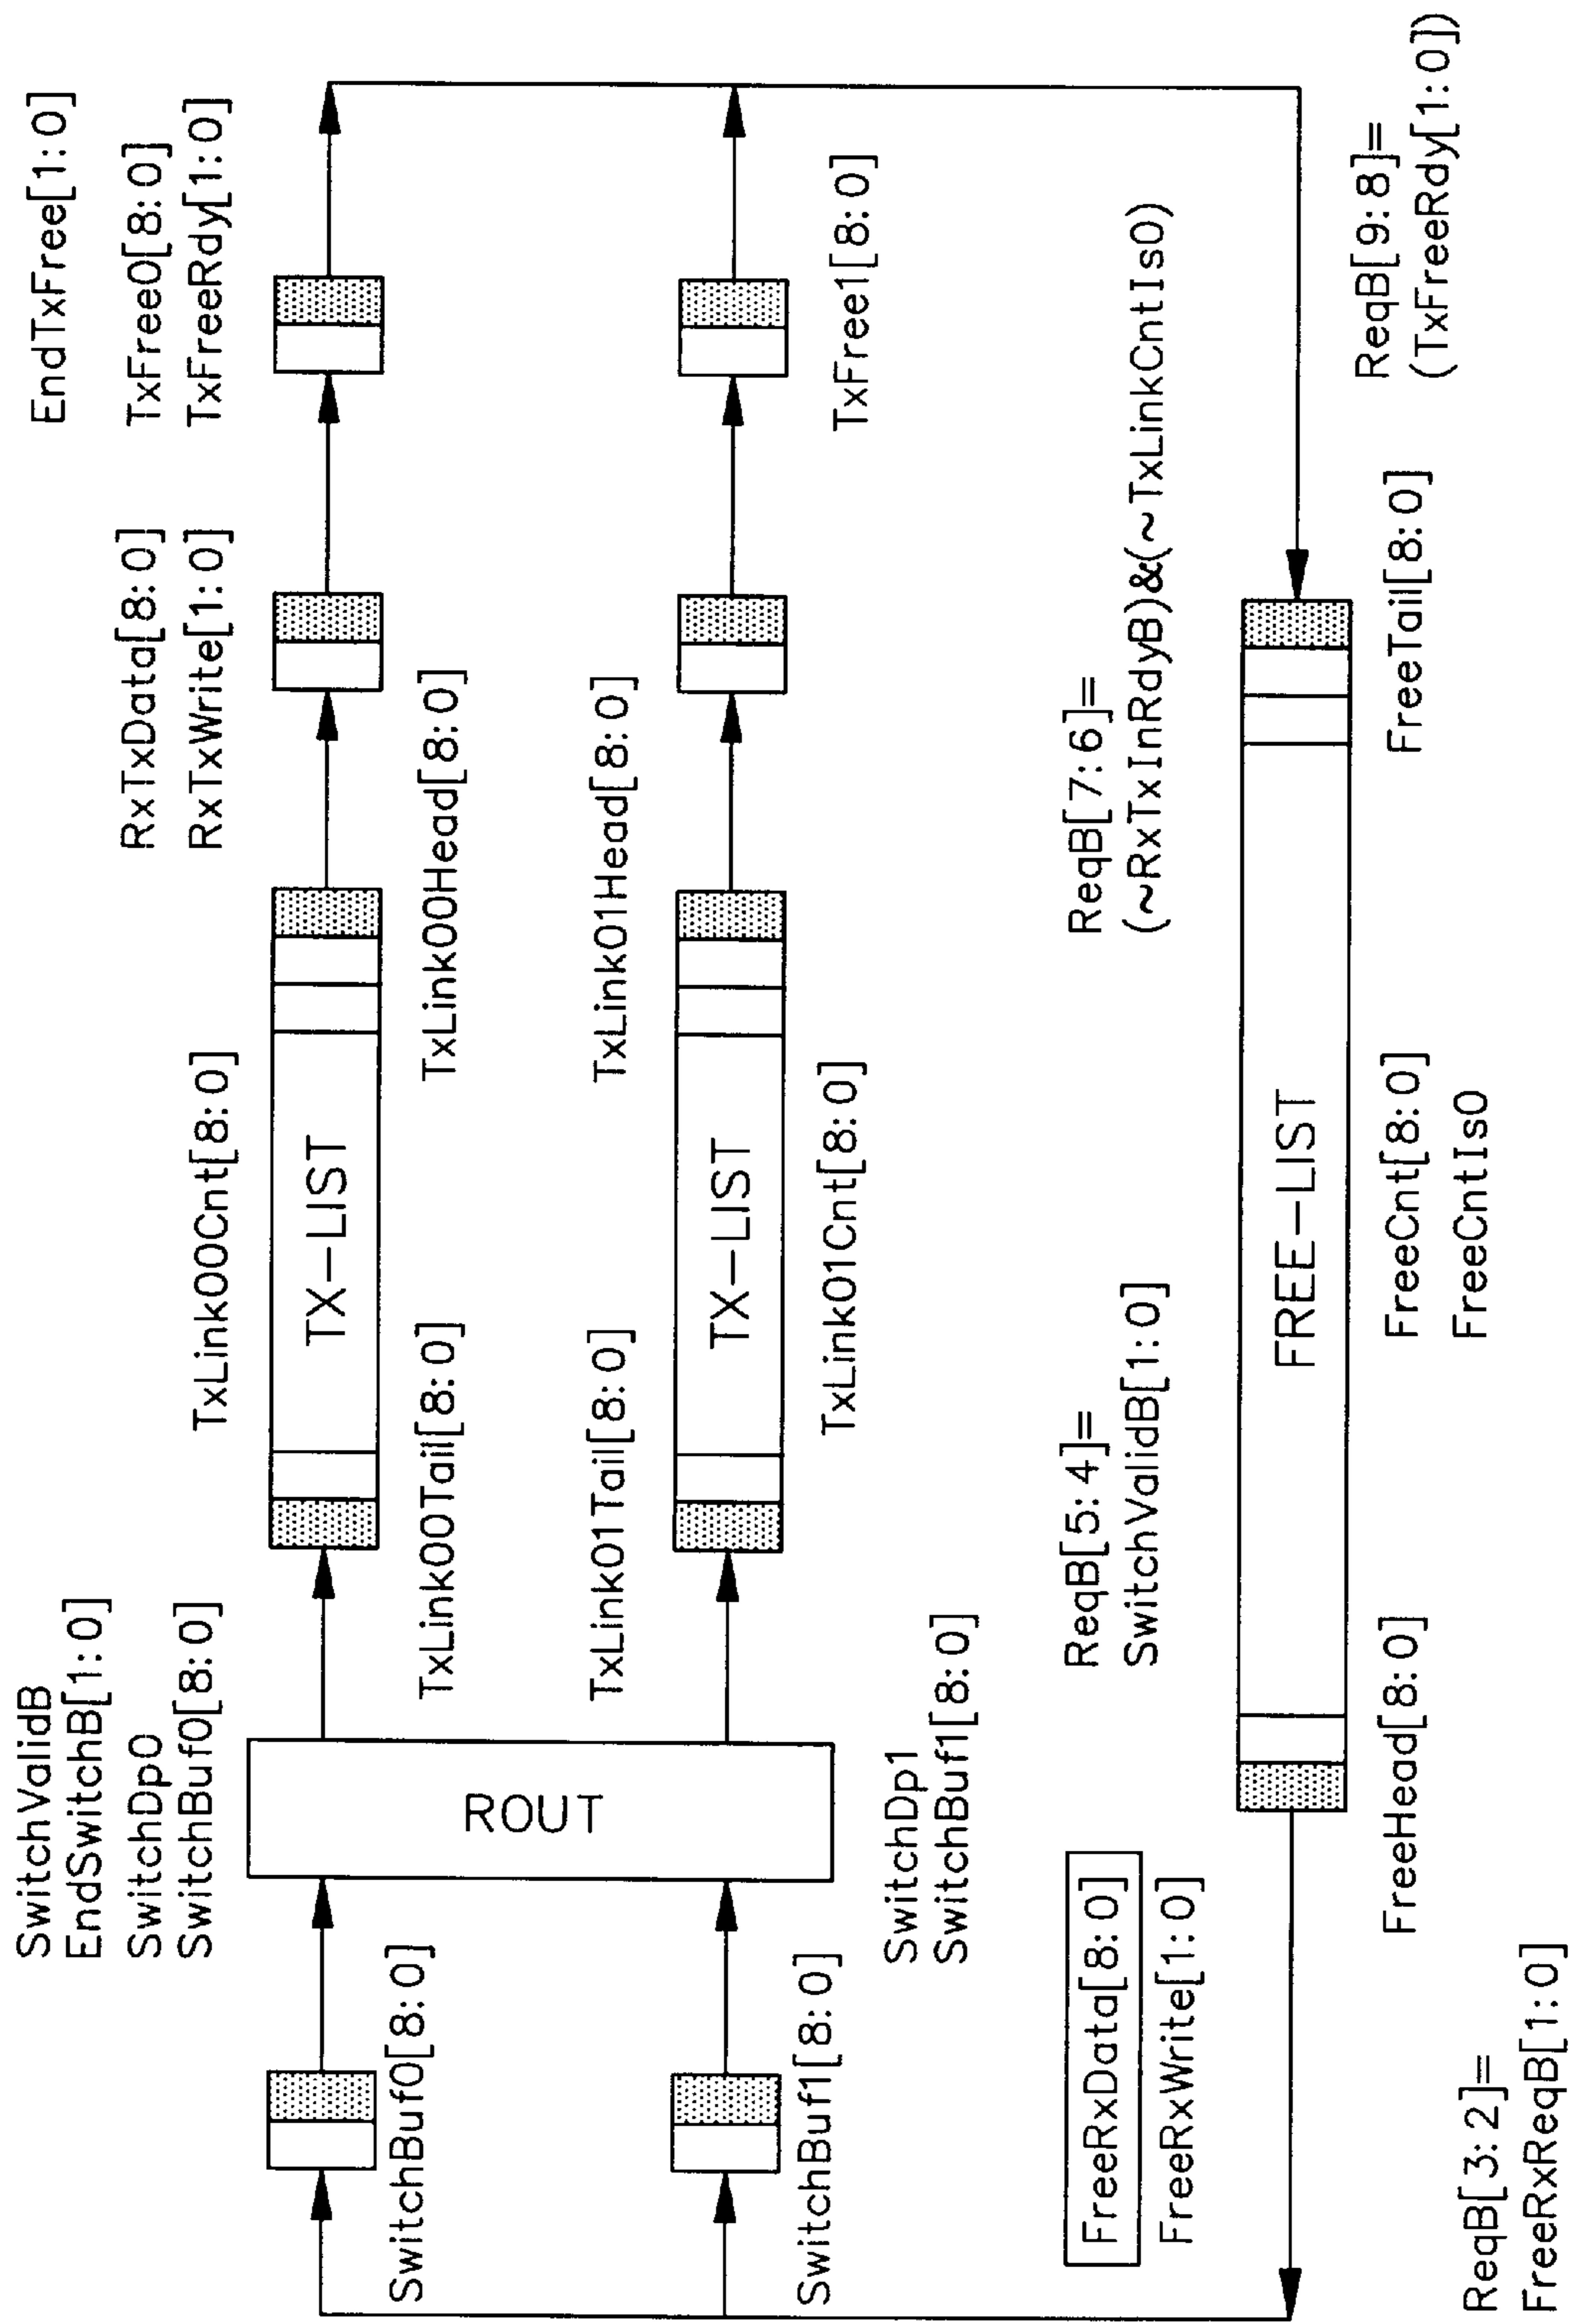 SwitchValidB
EndSwitchB[1:0]
SwitchDp0
SwitchBuf0[8:0]
EndTxFree[1:0]
RxTxData[8:0]
RxTxWrite[1:0]
TxFree0[8:0]
TxFreeRdy[1:0]
TxLink00Cnt[8:0]
TX-LIST
SwitchBuf0[8:0]
TxLink00Tail[8:0]
TxLink00Head[8:0]
ROUT
TxLink01Tail[8:0]
TxLink01Head[8:0]
TX-LIST
SwitchBuf1[8:0]
TxLink01Cnt[8:0]
TxFree1[8:0]
SwitchDp1
SwitchBuf1[8:0]
FreeRxData[8:0]
FreeRxWrite[1:0]
ReqB[5:4]=
SwitchValidB[1:0]
ReqB[7:6]=
(~RxTxInRdyB)&(~TxLinkCntIs0)
FREE-LIST
FreeHead[8:0]
FreeCnt[8:0]
FreeCntIs0
FreeTail[8:0]
ReqB[9:8]=
(TxFreeRdy[1:0])
ReqB[3:2]=
FreeRxReqB[1:0]